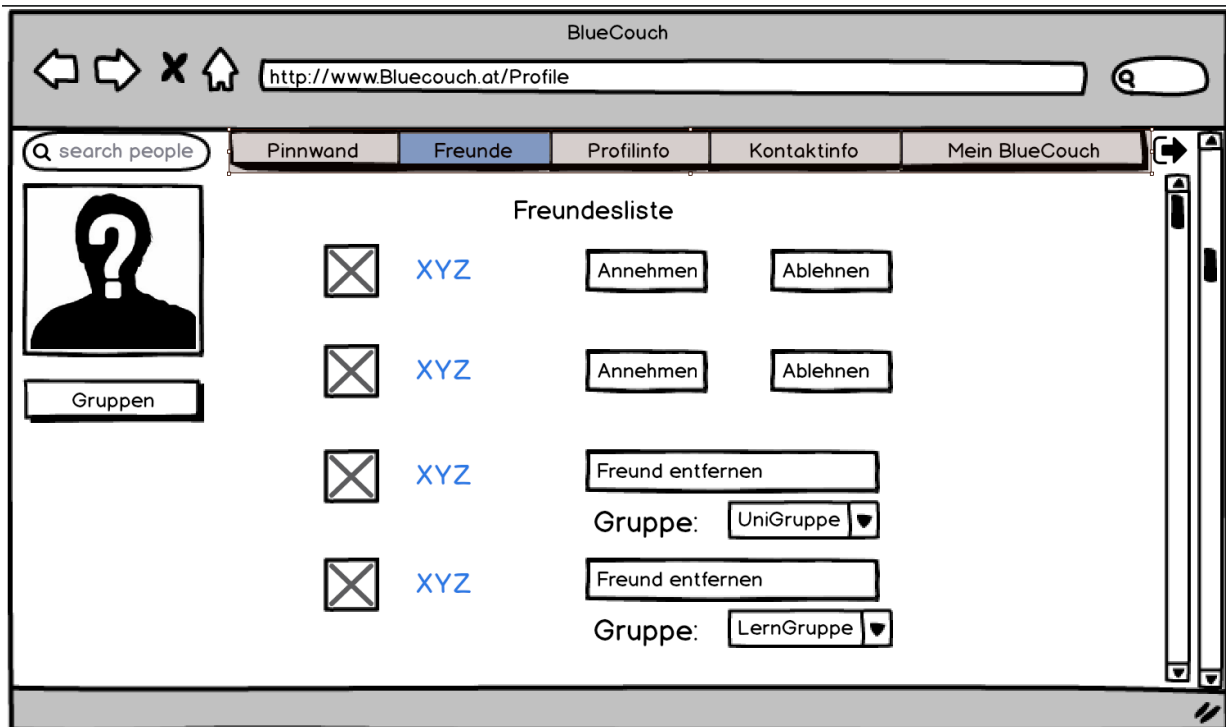 BlueCouch
http://www.Bluecouch.at/Profile
search people
Pinnwand Freunde Profilinfo Kontaktinfo Mein BlueCouch
Freundesliste
XYZ Annehmen Ablehnen
XYZ Annehmen Ablehnen
Gruppen
XYZ Freund entfernen
Gruppe: UniGruppe
XYZ Freund entfernen
Gruppe: LernGruppe